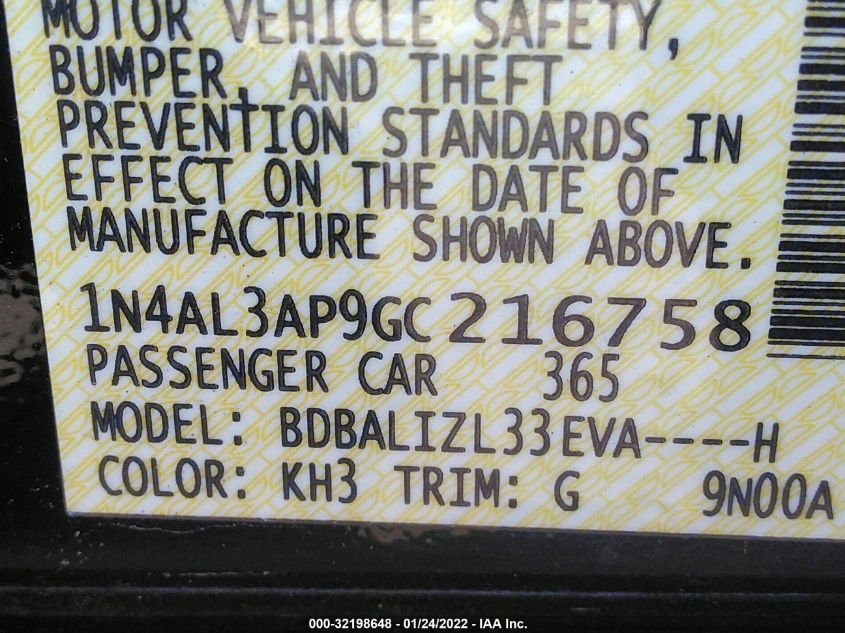 MOTOR VEHICLE SAFETY,
BUMPER, AND THEFT
PREVENTION STANDARDS IN
EFFECT ON THE DATE OF
MANUFACTURE SHOWN ABOVE.
1N4AL3AP9GC216758
PASSENGER CAR 365
MODEL: BDBALIZL33EVA----H
COLOR: KH3 TRIM: G 9N00A
000-32198648 — 01/24/2022 — IAA Inc.